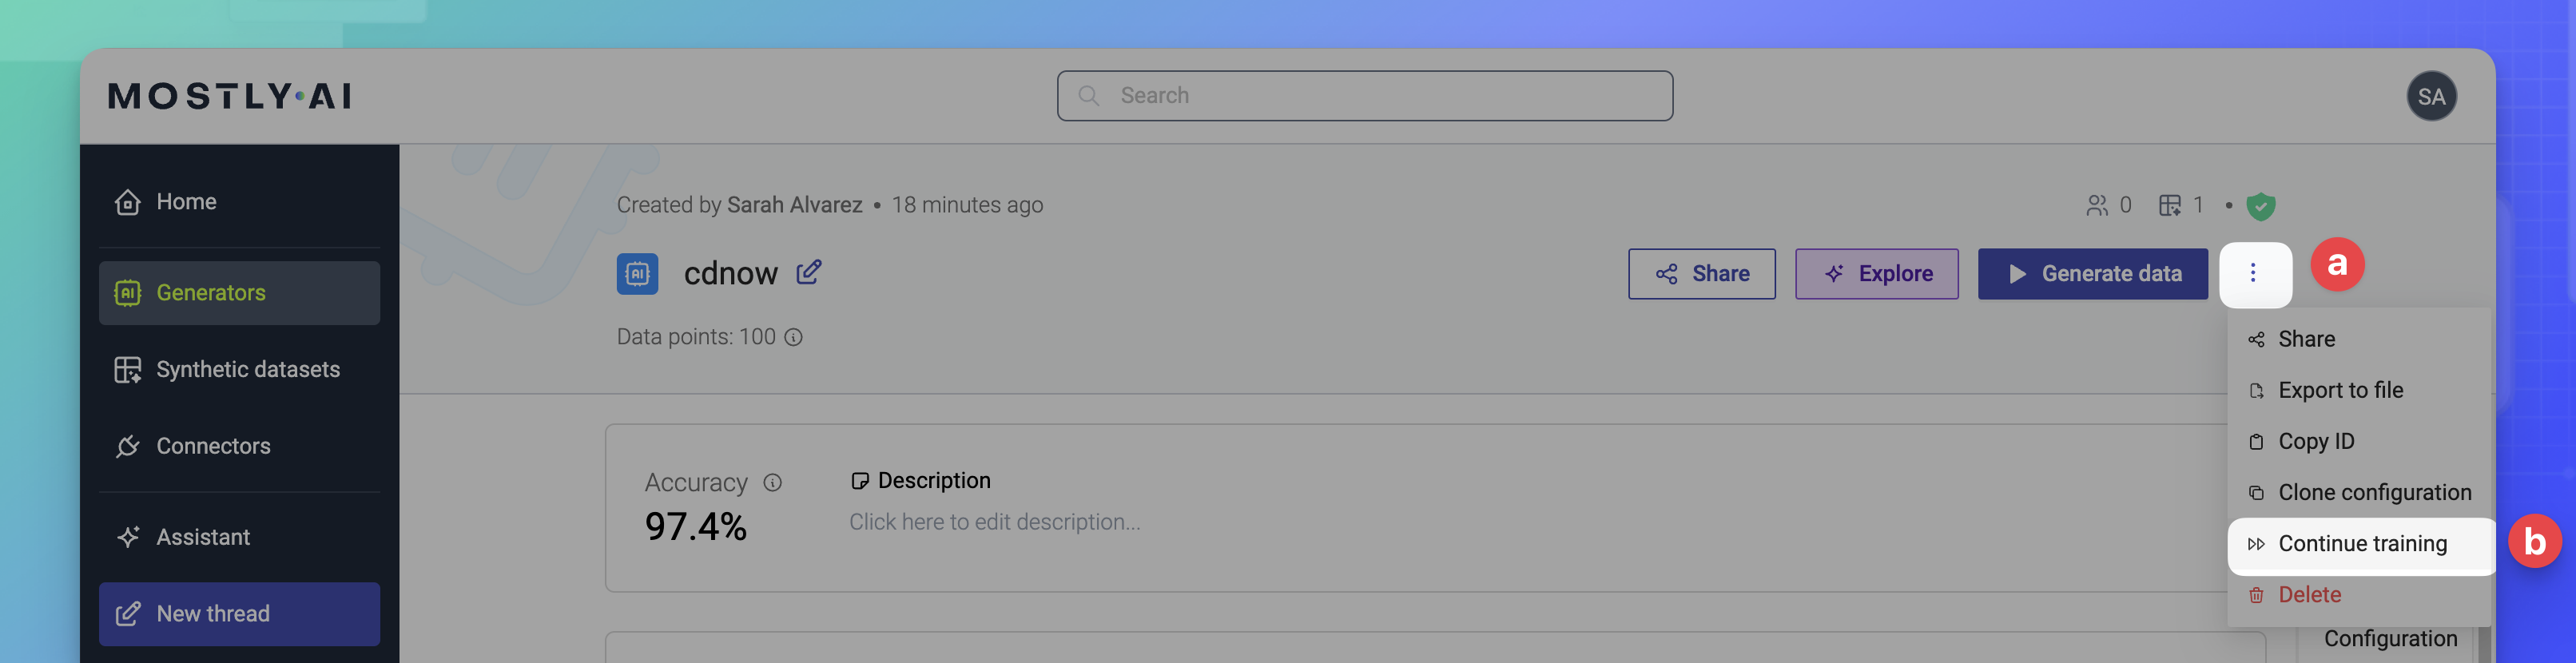 MOSTLY·AI
Search
SA
Home
Generators
Synthetic datasets
Connectors
Assistant
New thread
Created by Sarah Alvarez • 18 minutes ago
0 1 •
AI cdnow
Share
Explore
Generate data
a
Data points: 100
Share
Export to file
Copy ID
Clone configuration
Continue training
b
Delete
Accuracy
97.4%
Description
Click here to edit description...
Configuration